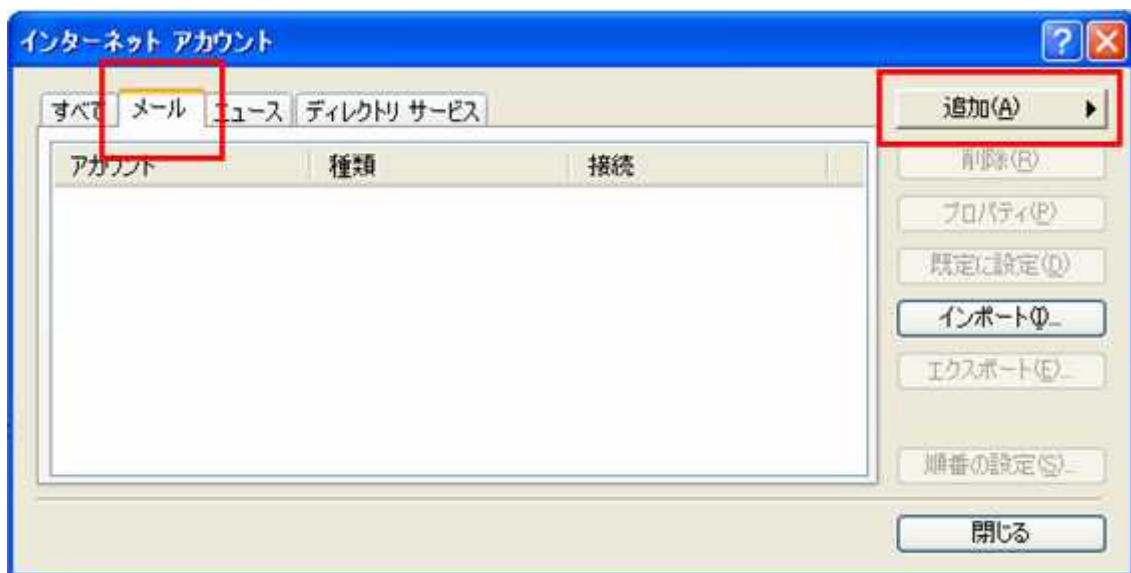 インターネット アカウント
すべて メール ニュース ディレクトリ サービス
アカウント 種類 接続
追加(A)
削除(R)
プロパティ(P)
既定に設定(D)
インポート(I)...
エクスポート(E)...
順番の設定(S)...
閉じる